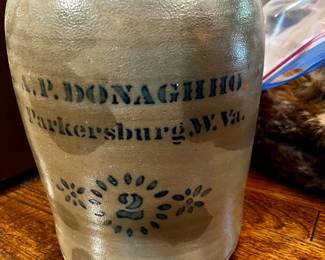 A.P. DONAGHHO
Parkersburg, W. Va.
2